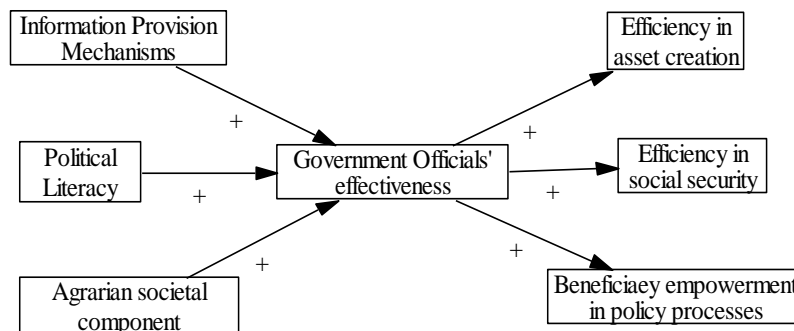 Information Provision
Mechanisms
Efficiency in
asset creation
+
+
Political
Literacy
Government Officials'
effectiveness
Efficiency in
social security
+
+
+
+
Agrarian societal
component
Beneficiaey empowerment
in policy processes